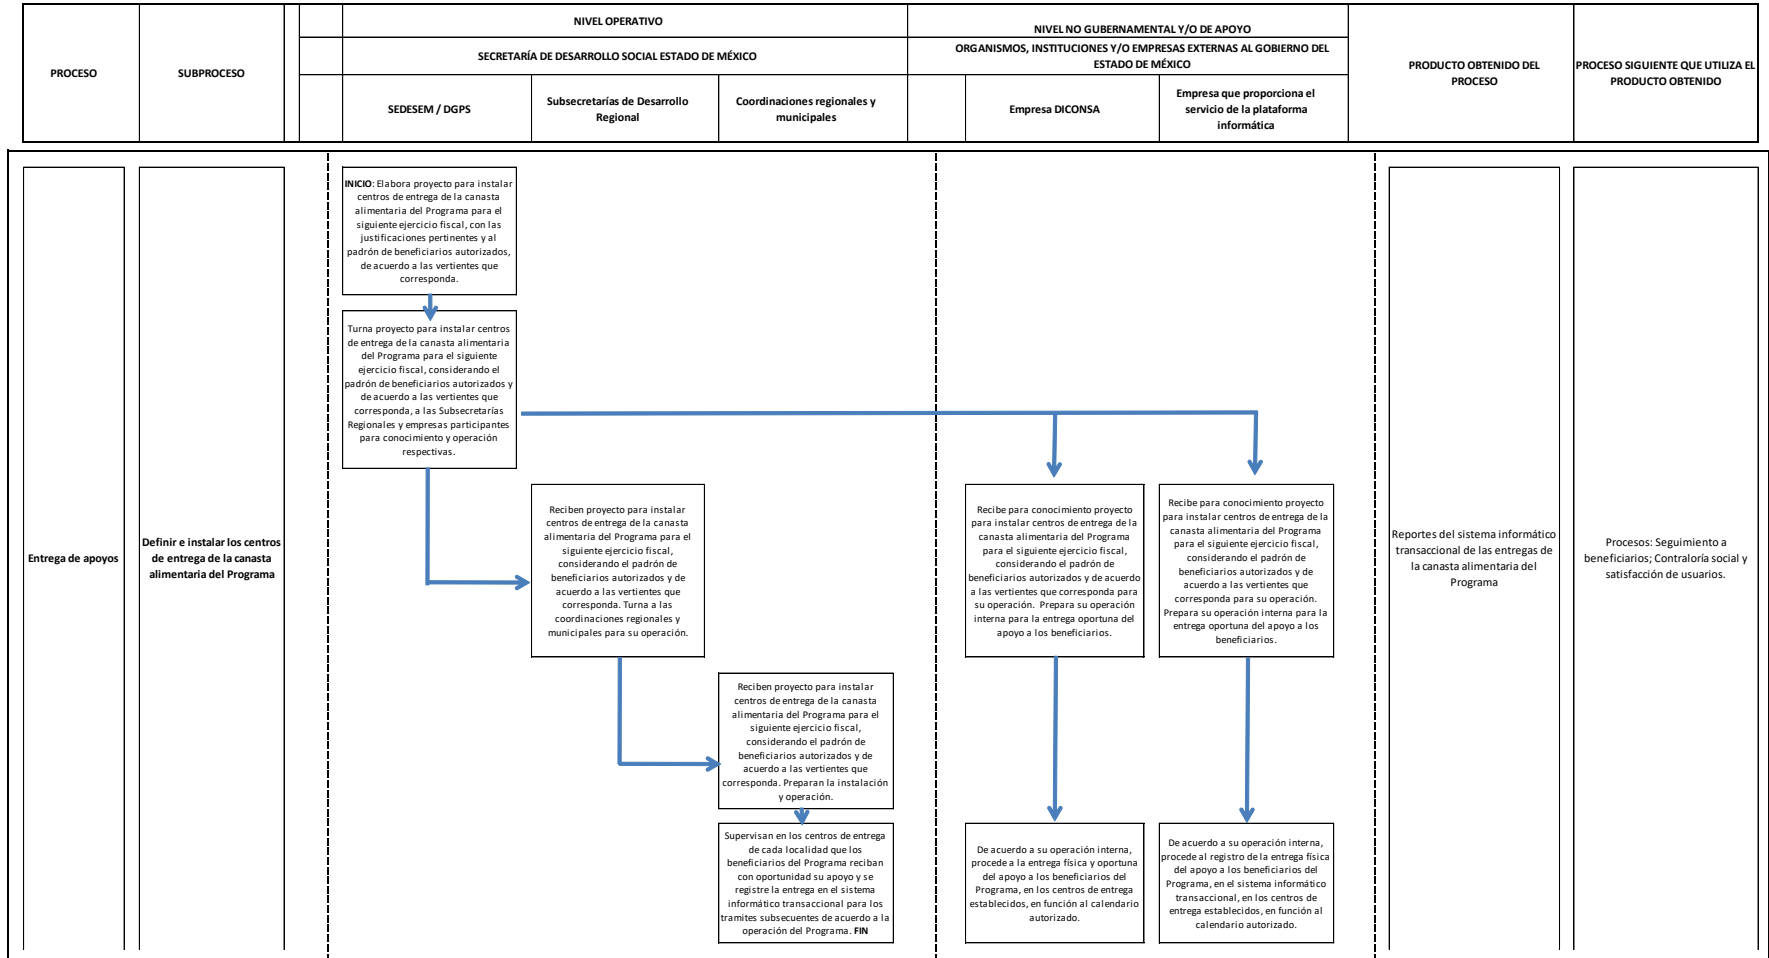 PROCESO
SUBPROCESO
NIVEL OPERATIVO
SECRETARÍA DE DESARROLLO SOCIAL ESTADO DE MÉXICO
SEDESEM / DGPS
Subsecretarías de Desarrollo
Regional
Coordinaciones regionales y
municipales
NIVEL NO GUBERNAMENTAL Y/O DE APOYO
ORGANISMOS, INSTITUCIONES Y/O EMPRESAS EXTERNAS AL GOBIERNO DEL
ESTADO DE MÉXICO
Empresa DICONSA
Empresa que proporciona el
servicio de la plataforma
informática
PRODUCTO OBTENIDO DEL
PROCESO
PROCESO SIGUIENTE QUE UTILIZA EL
PRODUCTO OBTENIDO
Entrega de apoyos
Definir e instalar los centros
de entrega de la canasta
alimentaria del Programa
INICIO: Elabora proyecto para instalar
centros de entrega de la canasta
alimentaria del Programa para el
siguiente ejercicio fiscal, con las
justificaciones pertinentes y al
padrón de beneficiarios autorizados,
de acuerdo a las vertientes que
corresponda.
Turna proyecto para instalar centros
de entrega de la canasta alimentaria
del Programa para el siguiente
ejercicio fiscal, considerando el
padrón de beneficiarios autorizados y
de acuerdo a las vertientes que
corresponda, a las Subsecretarías
Regionales y empresas participantes
para conocimiento y operación
respectivas.
Reciben proyecto para instalar
centros de entrega de la canasta
alimentaria del Programa para el
siguiente ejercicio fiscal,
considerando el padrón de
beneficiarios autorizados y de
acuerdo a las vertientes que
corresponda. Turna a las
coordinaciones regionales y
municipales para su operación.
Reciben proyecto para instalar
centros de entrega de la canasta
alimentaria del Programa para el
siguiente ejercicio fiscal,
considerando el padrón de
beneficiarios autorizados y de
acuerdo a las vertientes que
corresponda. Preparan la instalación
y operación.
Supervisan en los centros de entrega
de cada localidad que los
beneficiarios del Programa reciban
con oportunidad su apoyo y se
registre la entrega en el sistema
informático transaccional para los
tramites subsecuentes de acuerdo a la
operación del Programa. FIN
Recibe para conocimiento proyecto
para instalar centros de entrega de la
canasta alimentaria del Programa
para el siguiente ejercicio fiscal,
considerando el padrón de
beneficiarios autorizados y de acuerdo
a las vertientes que corresponda para
su operación. Prepara su operación
interna para la entrega oportuna del
apoyo a los beneficiarios.
De acuerdo a su operación interna,
procede a la entrega física y oportuna
del apoyo a los beneficiarios del
Programa, en los centros de entrega
establecidos, en función al calendario
autorizado.
Recibe para conocimiento proyecto
para instalar centros de entrega de la
canasta alimentaria del Programa
para el siguiente ejercicio fiscal,
considerando el padrón de
beneficiarios autorizados y de
acuerdo a las vertientes que
corresponda para su operación.
Prepara su operación interna para la
entrega oportuna del apoyo a los
beneficiarios.
De acuerdo a su operación interna,
procede al registro de la entrega física
del apoyo a los beneficiarios del
Programa, en el sistema informático
transaccional, en los centros de
entrega establecidos, en función al
calendario autorizado.
Reportes del sistema informático
transaccional de las entregas de
la canasta alimentaria del
Programa
Procesos: Seguimiento a
beneficiarios; Contraloría social y
satisfacción de usuarios.